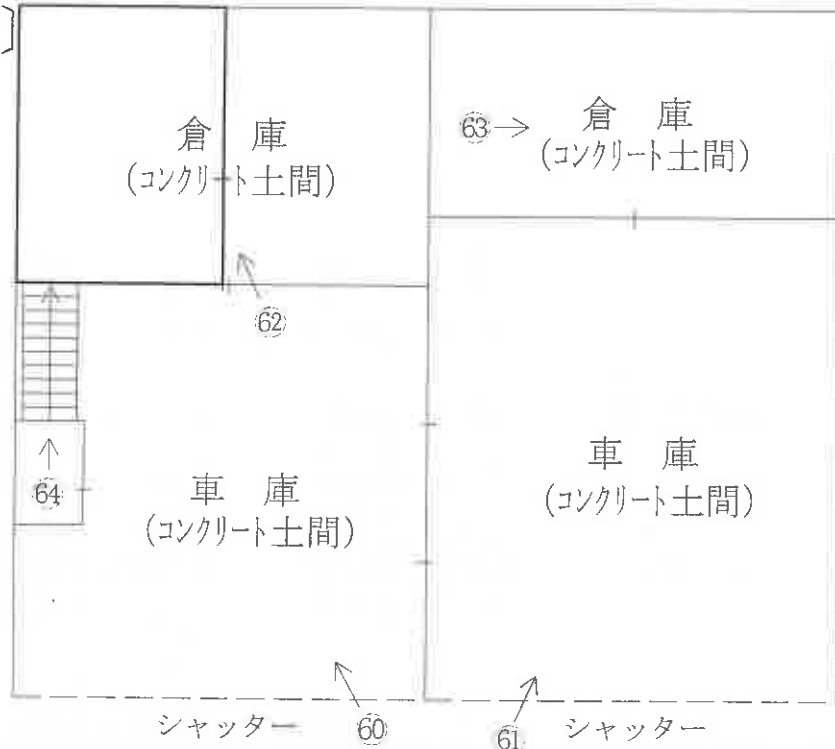 倉 庫
(コンクリート土間)
63
倉 庫
(コンクリート土間)
62
64
車 庫
(コンクリート土間)
車 庫
(コンクリート土間)
シャッター
60
61
シャッター